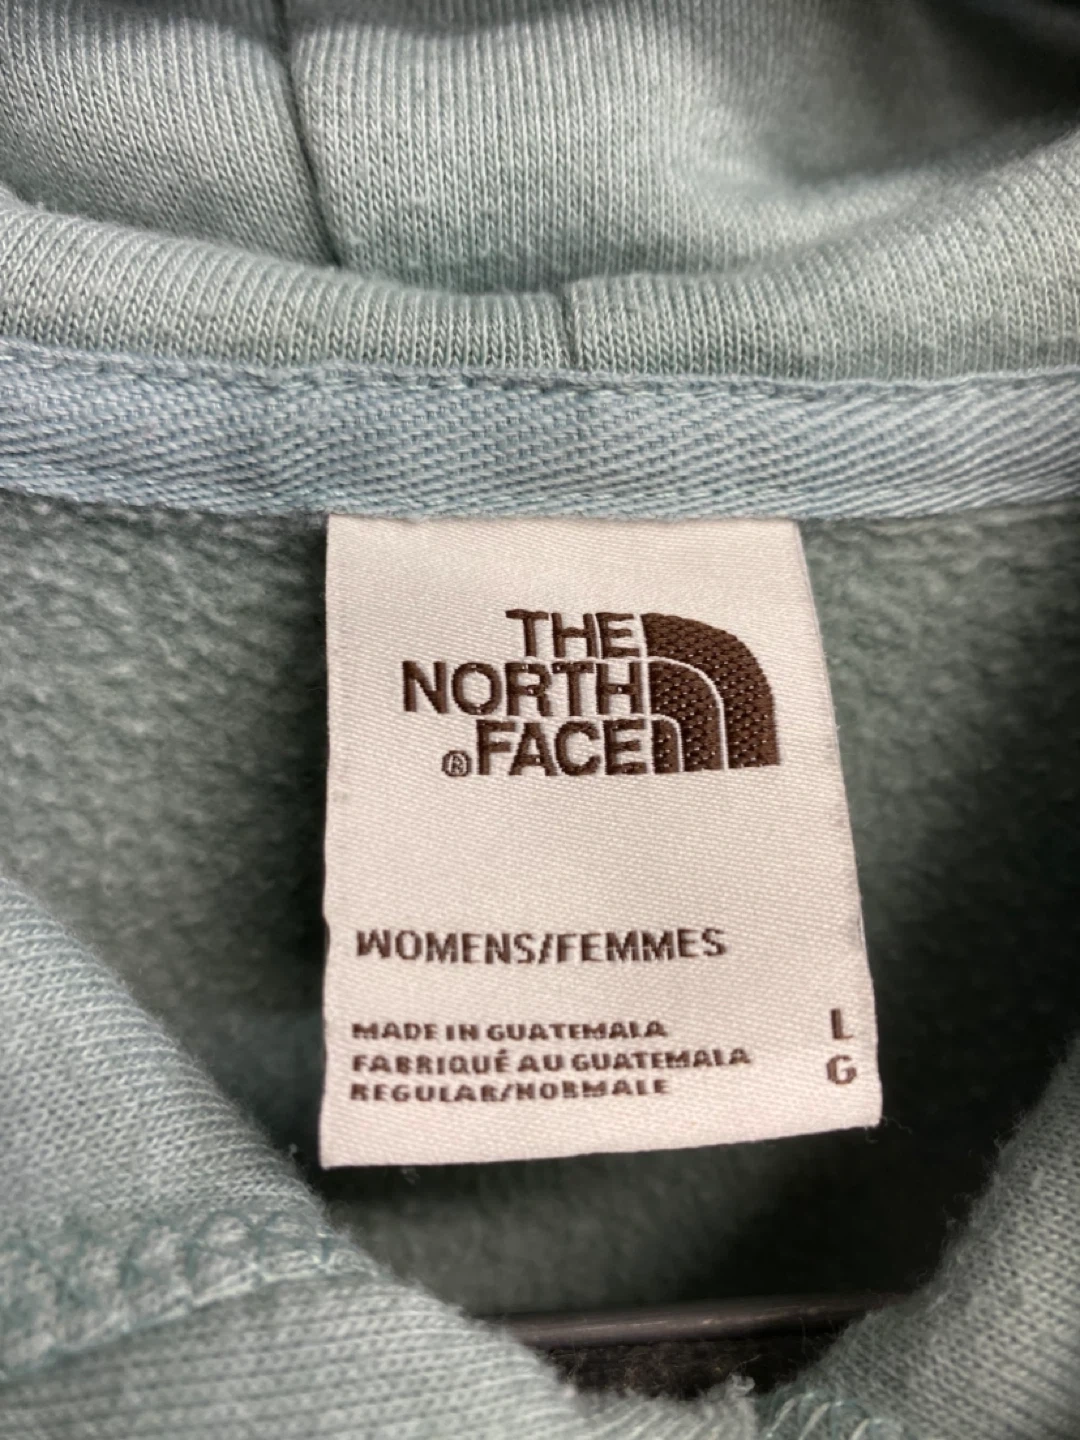 THE
NORTH
®FACE
WOMENS/FEMMES
MADE IN GUATEMALA
FABRIQUÉ AU GUATEMALA
REGULAR/NORMALE
L
G